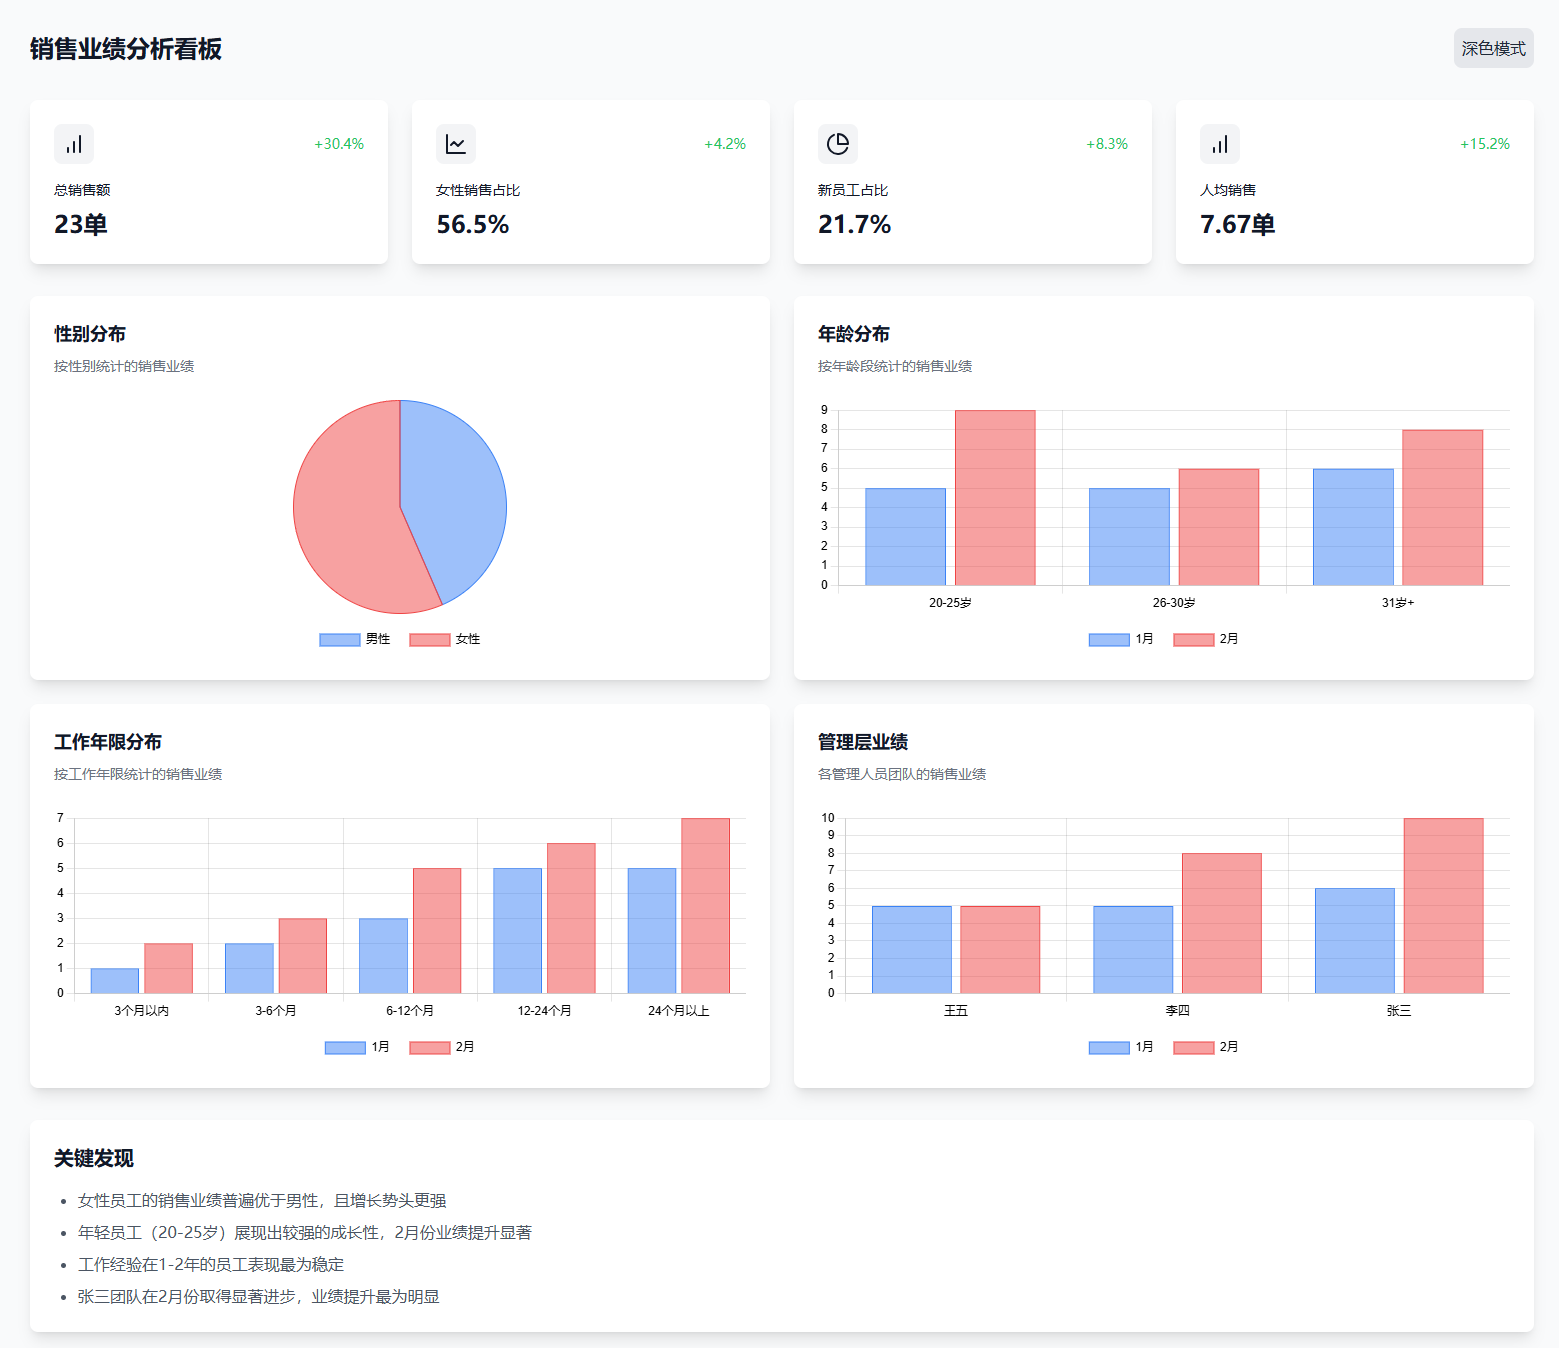 销售业绩分析看板
深色模式
+30.4%
总销售额
23单
+4.2%
女性销售占比
56.5%
+8.3%
新员工占比
21.7%
+15.2%
人均销售
7.67单
性别分布
按性别统计的销售业绩
男性 女性
年龄分布
按年龄段统计的销售业绩
9
8
7
6
5
4
3
2
1
0
20-25岁 26-30岁 31岁+
1月 2月
工作年限分布
按工作年限统计的销售业绩
7
6
5
4
3
2
1
0
3个月以内 3-6个月 6-12个月 12-24个月 24个月以上
1月 2月
管理层业绩
各管理人员团队的销售业绩
10
9
8
7
6
5
4
3
2
1
0
王五 李四 张三
1月 2月
关键发现
• 女性员工的销售业绩普遍优于男性，且增长势头更强
• 年轻员工（20-25岁）展现出较强的成长性，2月份业绩提升显著
• 工作经验在1-2年的员工表现最为稳定
• 张三团队在2月份取得显著进步，业绩提升最为明显